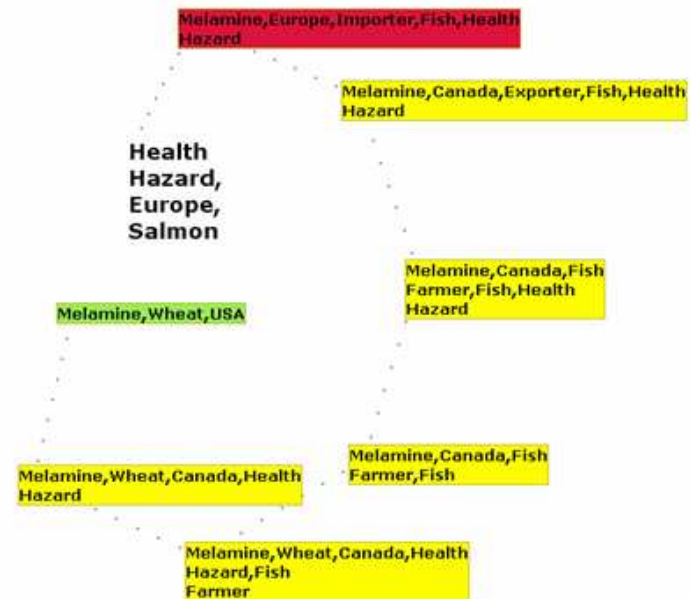 Melamine,Europe,Importer,Fish,Health
Hazard
Melamine,Canada,Exporter,Fish,Health
Hazard
Health
Hazard,
Europe,
Salmon
Melamine,Canada,Fish
Farmer,Fish,Health
Hazard
Melamine,Wheat,USA
Melamine,Canada,Fish
Farmer,Fish
Melamine,Wheat,Canada,Health
Hazard
Melamine,Wheat,Canada,Health
Hazard,Fish
Farmer